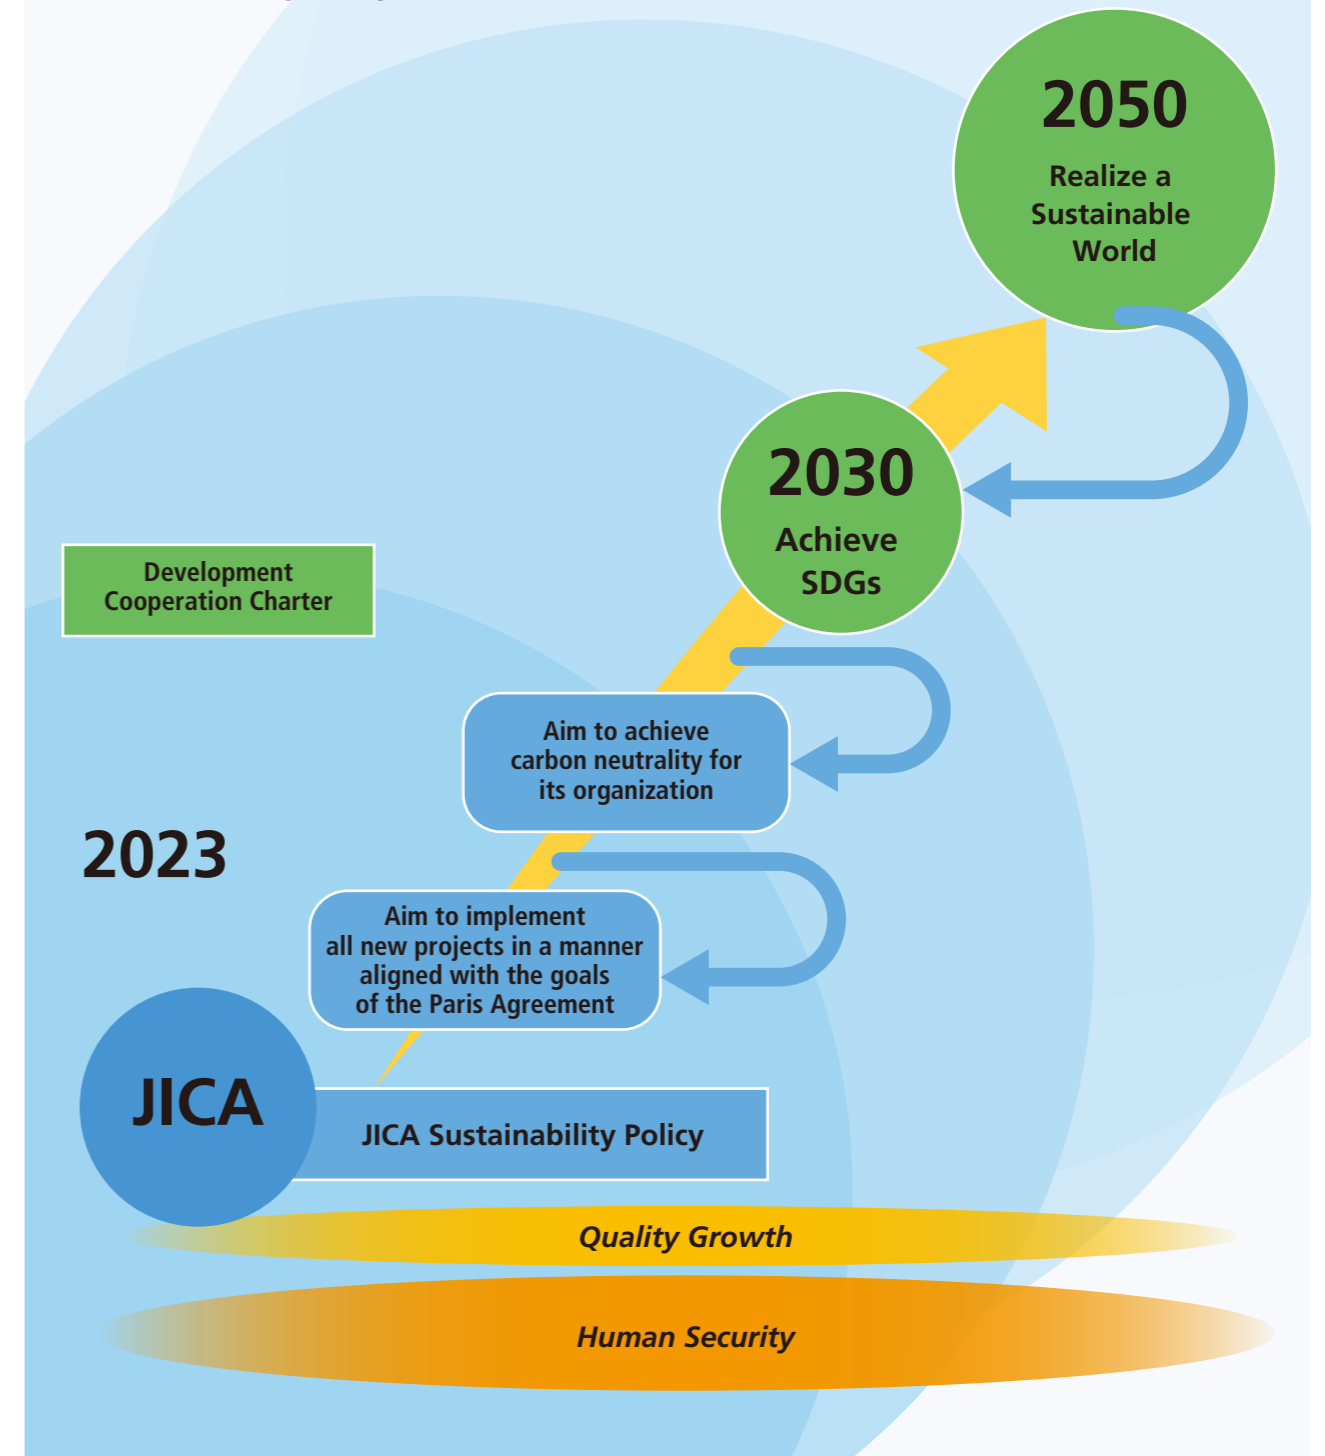 2050
Realize a
Sustainable
World
2030
Achieve
SDGs
Development
Cooperation Charter
Aim to achieve
carbon neutrality for
its organization
2023
Aim to implement
all new projects in a manner
aligned with the goals
of the Paris Agreement
JICA
JICA Sustainability Policy
Quality Growth
Human Security